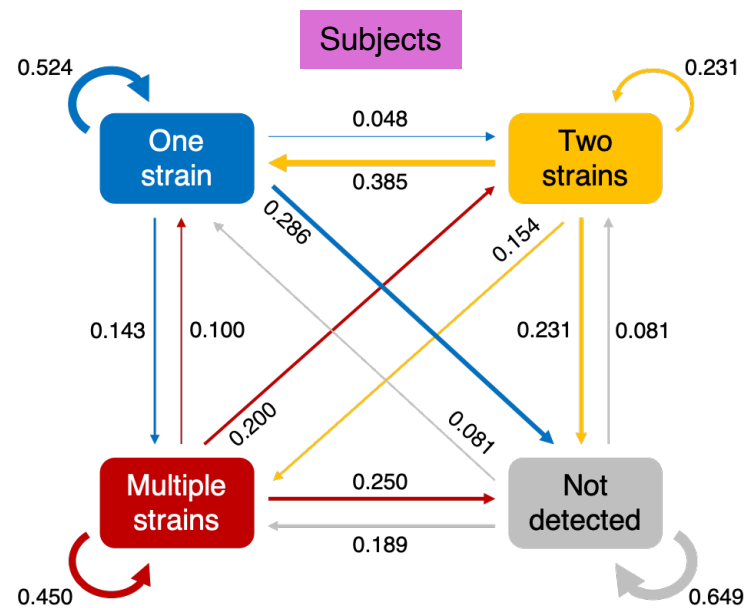 Subjects
0.524
0.231
One
strain
0.048
Two
strains
0.385
0.286
0.154
0.143
0.100
0.231
0.081
0.200
0.081
Multiple
strains
0.250
Not
detected
0.189
0.450
0.649